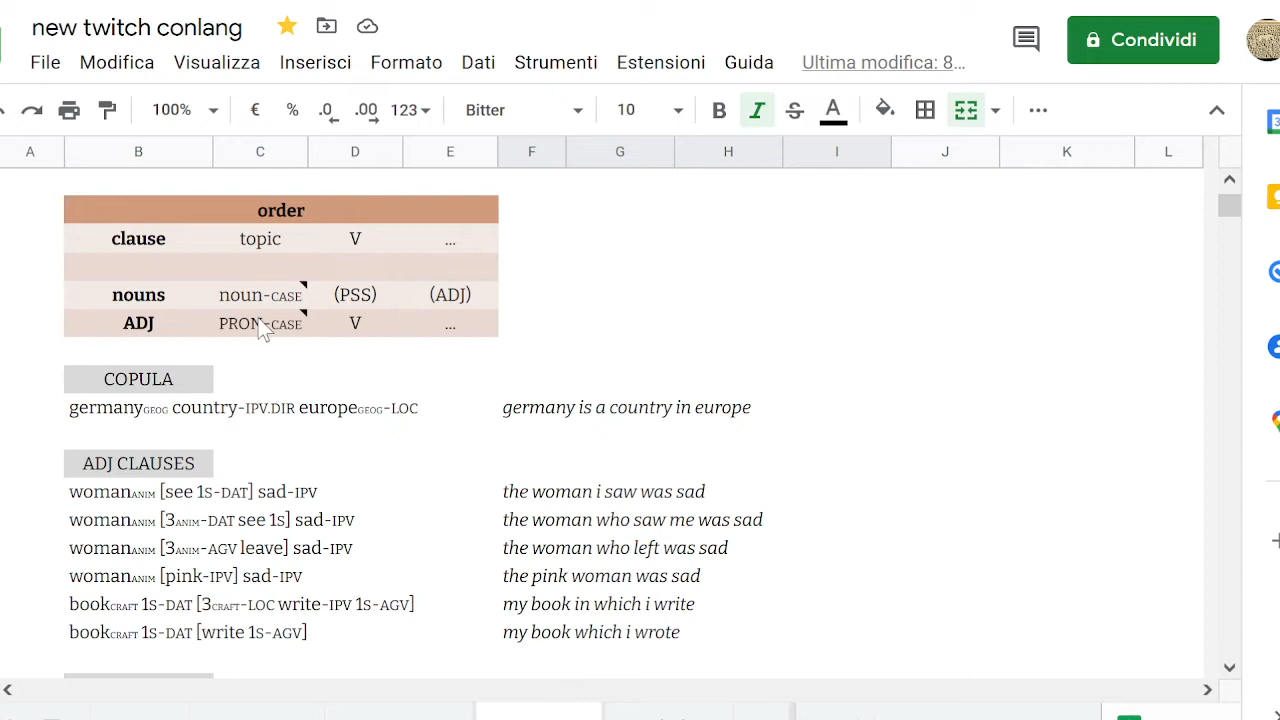 new twitch conlang
Condividi
File Modifica Visualizza Inserisci Formato Dati Strumenti Estensioni Guida Ultima modifica: 8…
100% € % .0 .00 123 Bitter 10 B I S A
A B C D E F G H I J K L
order
clause topic V ...
nouns noun-CASE (PSS) (ADJ)
ADJ PRON-CASE V ...
COPULA
germanyGEOG country-IPV.DIR europeGEOG-LOC germany is a country in europe
ADJ CLAUSES
womanANIM [see 1S-DAT] sad-IPV the woman i saw was sad
womanANIM [3ANIM-DAT see 1S] sad-IPV the woman who saw me was sad
womanANIM [3ANIM-AGV leave] sad-IPV the woman who left was sad
womanANIM [pink-IPV] sad-IPV the pink woman was sad
bookCRAFT 1S-DAT [3CRAFT-LOC write-IPV 1S-AGV] my book in which i write
bookCRAFT 1S-DAT [write 1S-AGV] my book which i wrote